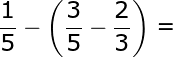 1/5 − (3/5 − 2/3) =